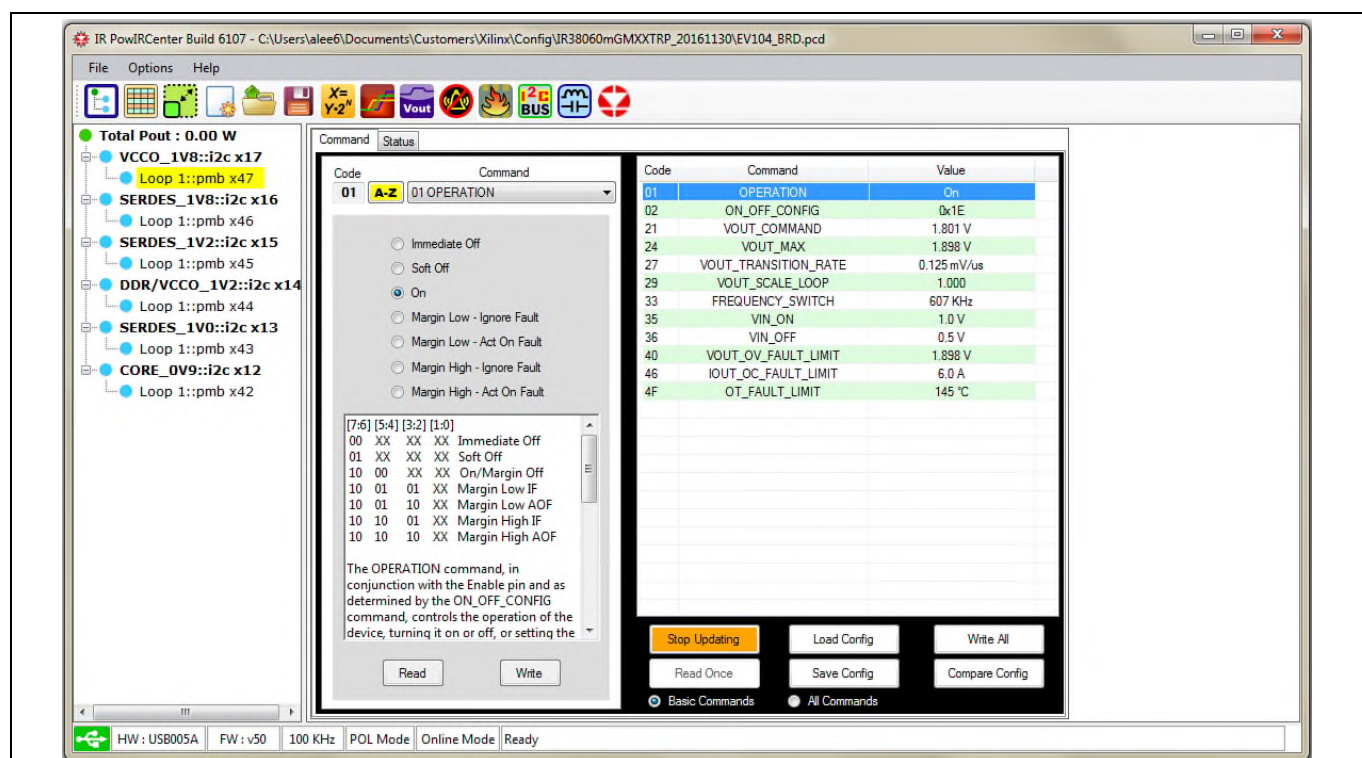 IR PowIRCenter Build 6107 - C:\Users\alee6\Documents\Customers\Xilinx\Config\IR38060mGMXXTRP_20161130\EV104_BRD.pcd
File Options Help
X=
Y·2ᴺ
Vout
I²C
BUS
Total Pout : 0.00 W
VCCO_1V8::i2c x17
Loop 1::pmb x47
SERDES_1V8::i2c x16
Loop 1::pmb x46
SERDES_1V2::i2c x15
Loop 1::pmb x45
DDR/VCCO_1V2::i2c x14
Loop 1::pmb x44
SERDES_1V0::i2c x13
Loop 1::pmb x43
CORE_0V9::i2c x12
Loop 1::pmb x42
Command Status
Code Command
01 A-Z 01 OPERATION
Immediate Off
Soft Off
On
Margin Low - Ignore Fault
Margin Low - Act On Fault
Margin High - Ignore Fault
Margin High - Act On Fault
[7:6] [5:4] [3:2] [1:0]
00 XX XX XX Immediate Off
01 XX XX XX Soft Off
10 00 XX XX On/Margin Off
10 01 01 XX Margin Low IF
10 01 10 XX Margin Low AOF
10 10 01 XX Margin High IF
10 10 10 XX Margin High AOF
The OPERATION command, in
conjunction with the Enable pin and as
determined by the ON_OFF_CONFIG
command, controls the operation of the
device, turning it on or off, or setting the
Read Write
Code Command Value
01 OPERATION On
02 ON_OFF_CONFIG 0x1E
21 VOUT_COMMAND 1.801 V
24 VOUT_MAX 1.898 V
27 VOUT_TRANSITION_RATE 0.125 mV/us
29 VOUT_SCALE_LOOP 1.000
33 FREQUENCY_SWITCH 607 KHz
35 VIN_ON 1.0 V
36 VIN_OFF 0.5 V
40 VOUT_OV_FAULT_LIMIT 1.898 V
46 IOUT_OC_FAULT_LIMIT 6.0 A
4F OT_FAULT_LIMIT 145 °C
Stop Updating Load Config Write All
Read Once Save Config Compare Config
Basic Commands All Commands
HW : USB005A FW : v50 100 KHz POL Mode Online Mode Ready